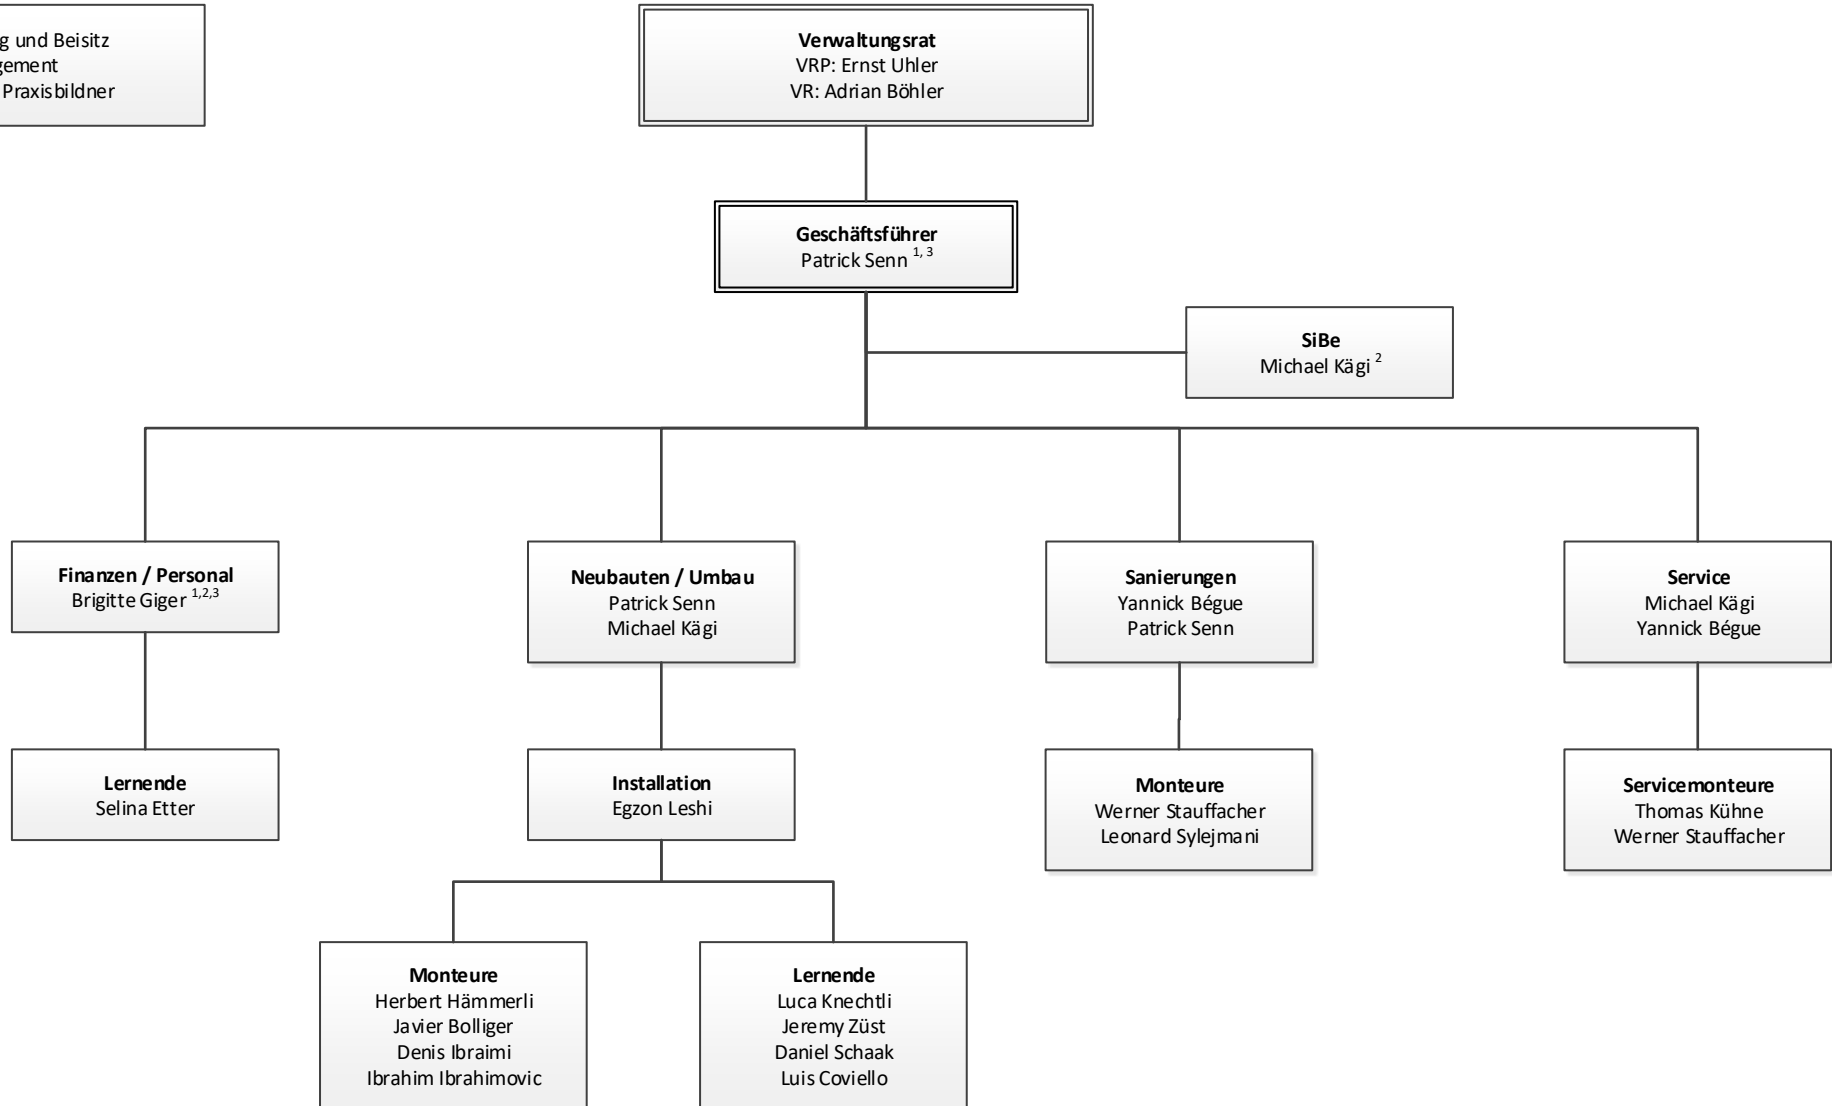 g und Beisitz
gement
Praxisbildner
Verwaltungsrat
VRP: Ernst Uhler
VR: Adrian Böhler
Geschäftsführer
Patrick Senn 1, 3
SiBe
Michael Kägi 2
Finanzen / Personal
Brigitte Giger 1,2,3
Neubauten / Umbau
Patrick Senn
Michael Kägi
Sanierungen
Yannick Bégue
Patrick Senn
Service
Michael Kägi
Yannick Bégue
Lernende
Selina Etter
Installation
Egzon Leshi
Monteure
Werner Stauffacher
Leonard Sylejmani
Servicemonteure
Thomas Kühne
Werner Stauffacher
Monteure
Herbert Hämmerli
Javier Bolliger
Denis Ibraimi
Ibrahim Ibrahimovic
Lernende
Luca Knechtli
Jeremy Züst
Daniel Schaak
Luis Coviello